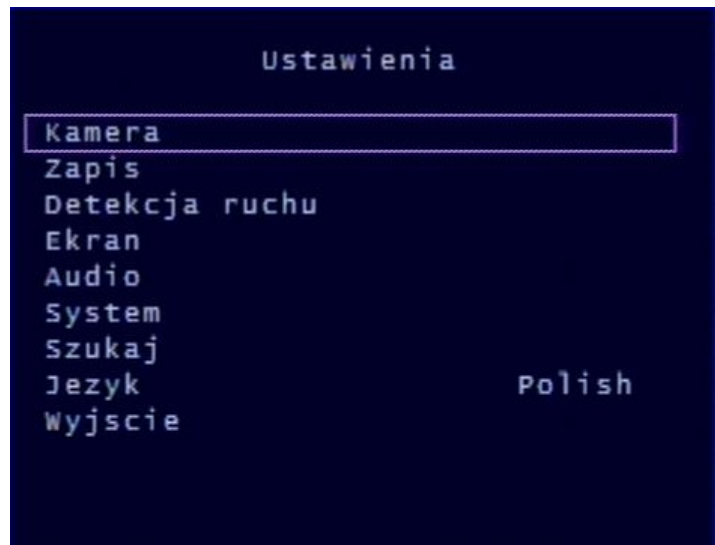 Ustawienia
Kamera
Zapis
Detekcja ruchu
Ekran
Audio
System
Szukaj
Jezyk Polish
Wyjscie